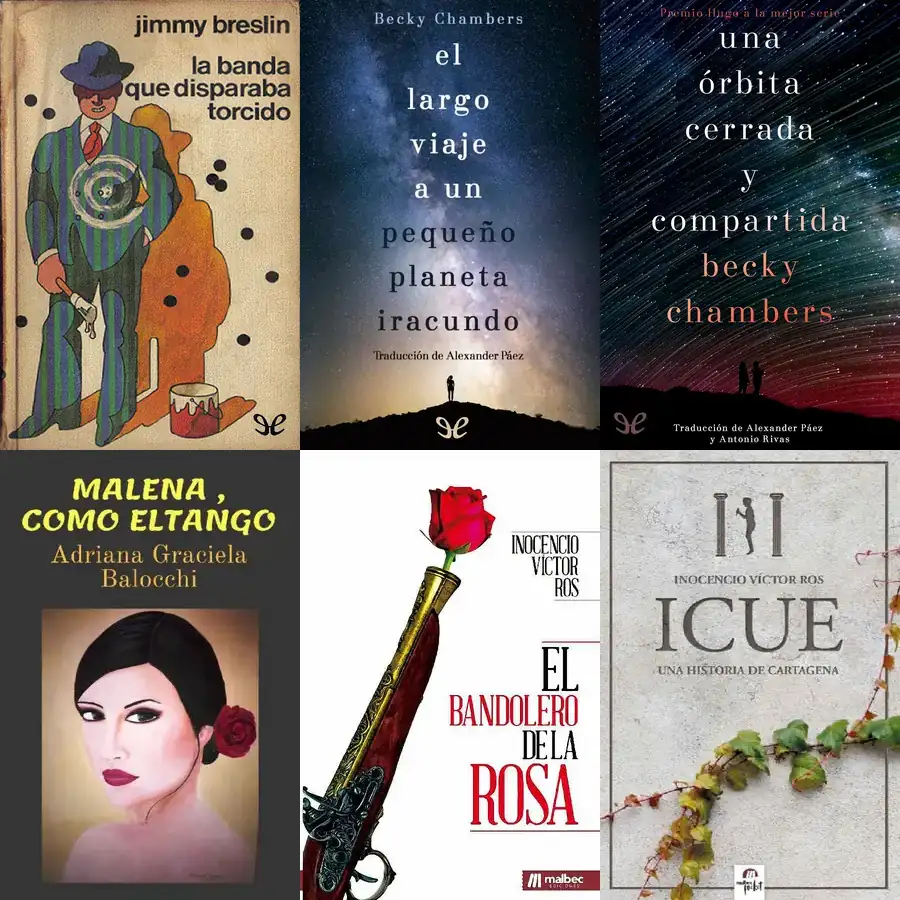 jimmy breslin
la banda
que disparaba
torcido
Becky Chambers
el
largo
viaje
a un
pequeño
planeta
iracundo
Traducción de Alexander Páez
Premio Hugo a la mejor serie
una
órbita
cerrada
y
compartida
becky
chambers
Traducción de Alexander Páez
y Antonio Rivas
MALENA ,
COMO ELTANGO
Adriana Graciela
Balocchi
INOCENCIO
VÍCTOR
ROS
EL
BANDOLERO
DE LA
ROSA
malbec
EDICIONES
INOCENCIO VÍCTOR ROS
ICUE
UNA HISTORIA DE CARTAGENA